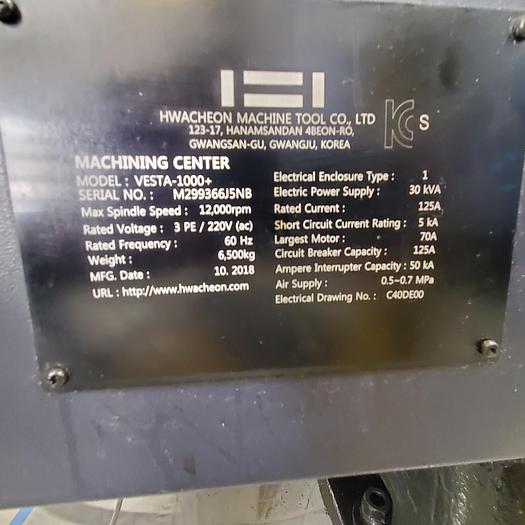 HWACHEON MACHINE TOOL CO., LTD
123-17, HANAMSANDAN 4BEON-RO,
GWANGSAN-GU, GWANGJU, KOREA
KC S
MACHINING CENTER
MODEL : VESTA-1000+
SERIAL NO. : M299366J5NB
Max Spindle Speed : 12,000rpm
Rated Voltage : 3 PE / 220V (ac)
Rated Frequency : 60 Hz
Weight : 6,500kg
MFG. Date : 10. 2018
URL : http://www.hwacheon.com
Electrical Enclosure Type : 1
Electric Power Supply : 30 kVA
Rated Current : 125A
Short Circuit Current Rating : 5 kA
Largest Motor : 70A
Circuit Breaker Capacity : 125A
Ampere Interrupter Capacity : 50 kA
Air Supply : 0.5~0.7 MPa
Electrical Drawing No. : C40DE00